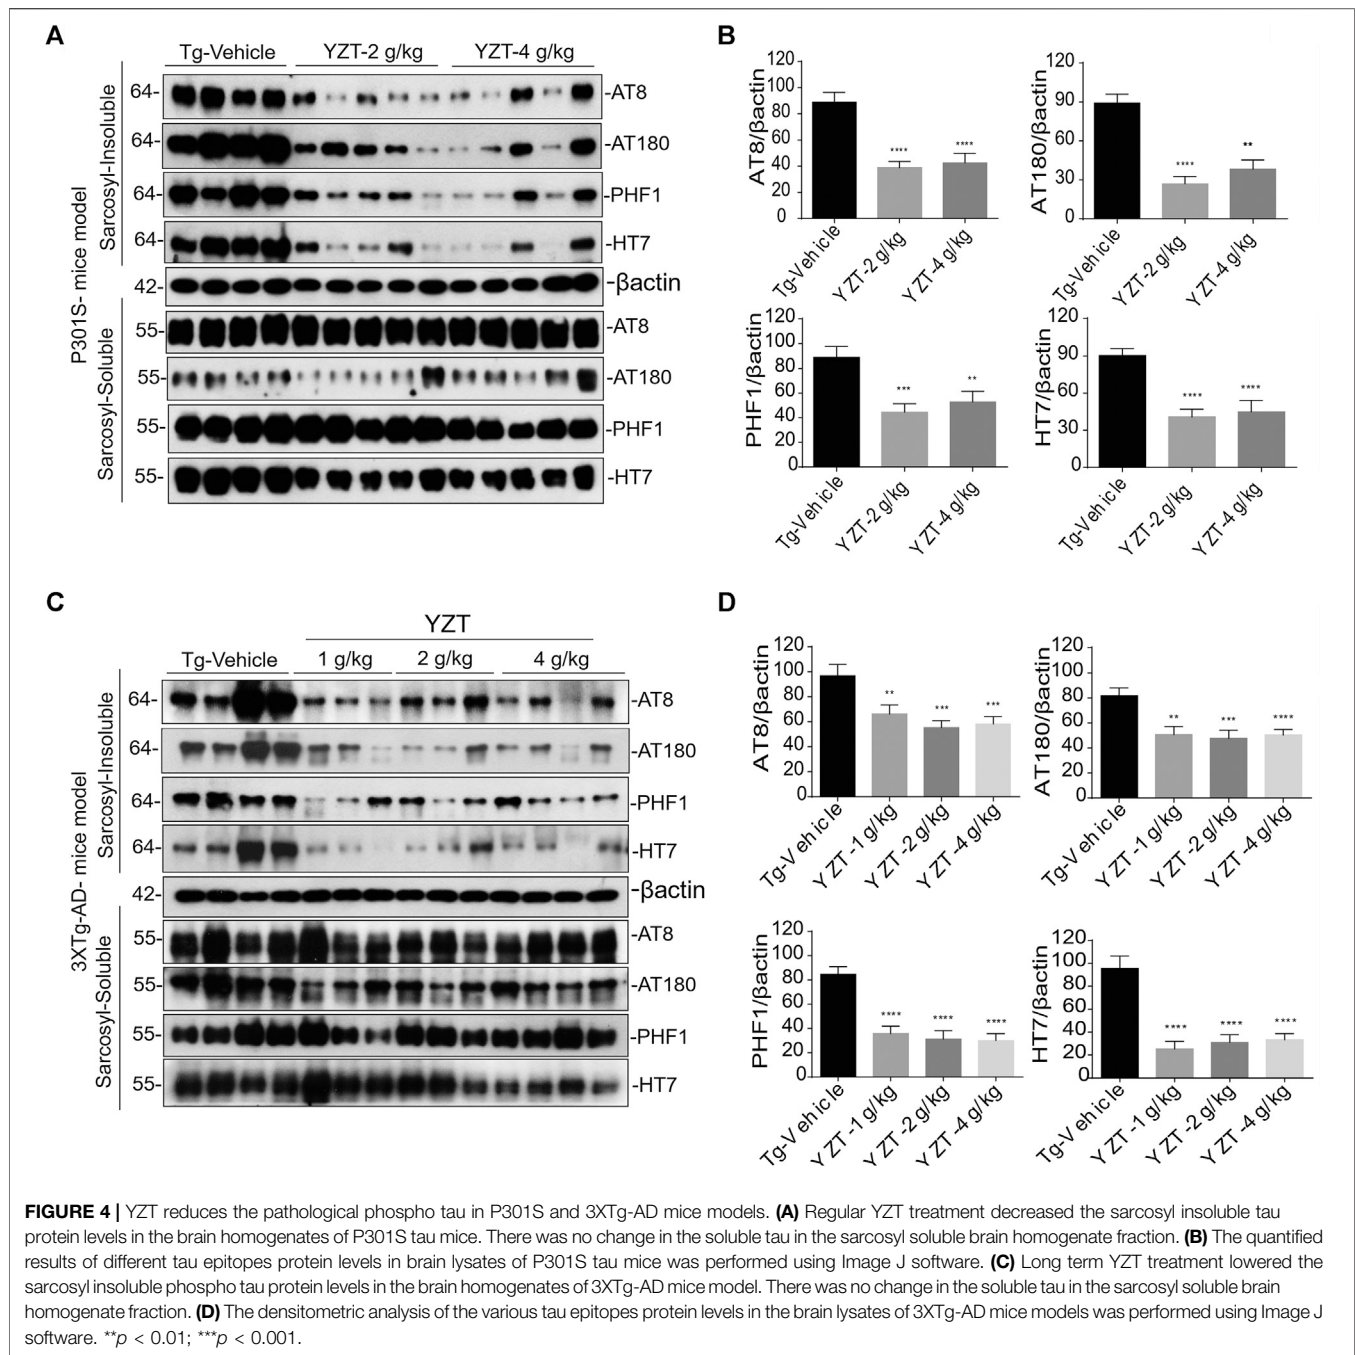 A
Tg-Vehicle YZT-2 g/kg YZT-4 g/kg
P301S- mice model
Sarcosyl-Insoluble
64- -AT8
64- -AT180
64- -PHF1
64- -HT7
42- -βactin
Sarcosyl-Soluble
55- -AT8
55- -AT180
55- -PHF1
55- -HT7
B
AT8/βactin
120
100
80
60
40
20
0
**** ****
Tg-Vehicle YZT-2 g/kg YZT-4 g/kg
AT180/βactin
120
90
60
30
0
**** **
Tg-Vehicle YZT-2 g/kg YZT-4 g/kg
PHF1/βactin
120
100
80
60
40
20
0
*** **
Tg-Vehicle YZT-2 g/kg YZT-4 g/kg
HT7/βactin
120
90
60
30
0
**** ****
Tg-Vehicle YZT-2 g/kg YZT-4 g/kg
C
YZT
Tg-Vehicle 1 g/kg 2 g/kg 4 g/kg
3XTg-AD- mice model
Sarcosyl-Insoluble
64- -AT8
64- -AT180
64- -PHF1
64- -HT7
42- -βactin
Sarcosyl-Soluble
55- -AT8
55- -AT180
55- -PHF1
55- -HT7
D
AT8/βactin
120
100
80
60
40
20
0
** *** ***
Tg-Vehicle YZT-1 g/kg YZT-2 g/kg YZT-4 g/kg
AT180/βactin
120
100
80
60
40
20
0
** *** ****
Tg-Vehicle YZT-1 g/kg YZT-2 g/kg YZT-4 g/kg
PHF1/βactin
120
100
80
60
40
20
0
**** **** ****
Tg-Vehicle YZT-1 g/kg YZT-2 g/kg YZT-4 g/kg
HT7/βactin
120
100
80
60
40
20
0
**** **** ****
Tg-Vehicle YZT-1 g/kg YZT-2 g/kg YZT-4 g/kg
FIGURE 4 | YZT reduces the pathological phospho tau in P301S and 3XTg-AD mice models. (A) Regular YZT treatment decreased the sarcosyl insoluble tau
protein levels in the brain homogenates of P301S tau mice. There was no change in the soluble tau in the sarcosyl soluble brain homogenate fraction. (B) The quantified
results of different tau epitopes protein levels in brain lysates of P301S tau mice was performed using Image J software. (C) Long term YZT treatment lowered the
sarcosyl insoluble phospho tau protein levels in the brain homogenates of 3XTg-AD mice model. There was no change in the soluble tau in the sarcosyl soluble brain
homogenate fraction. (D) The densitometric analysis of the various tau epitopes protein levels in the brain lysates of 3XTg-AD mice models was performed using Image J
software. **p < 0.01; ***p < 0.001.